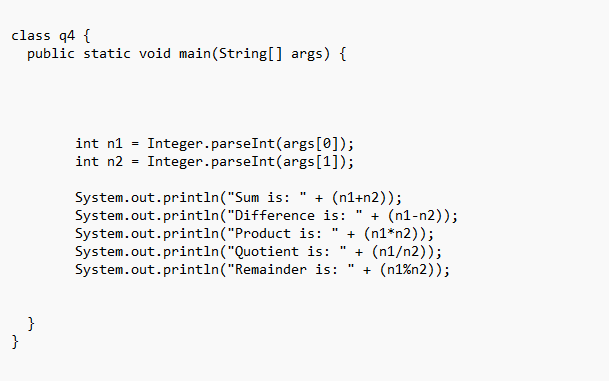 class q4 {
  public static void main(String[] args) {
        int n1 = Integer.parseInt(args[0]);
        int n2 = Integer.parseInt(args[1]);
        System.out.println("Sum is: " + (n1+n2));
        System.out.println("Difference is: " + (n1-n2));
        System.out.println("Product is: " + (n1*n2));
        System.out.println("Quotient is: " + (n1/n2));
        System.out.println("Remainder is: " + (n1%n2));
  }
}